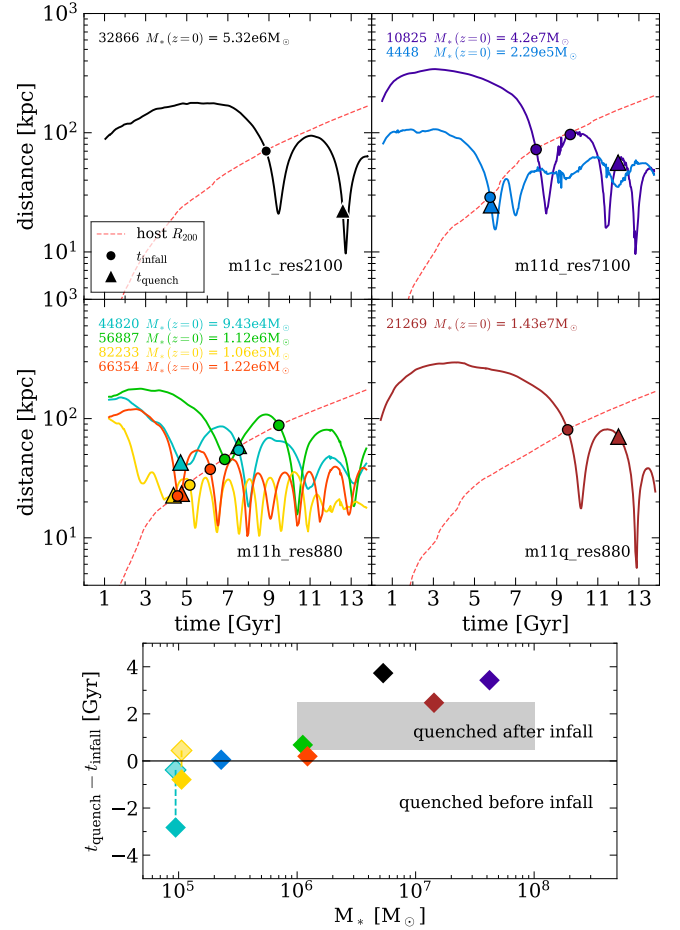 32866 M*(z=0) = 5.32e6M☉
10825 M*(z=0) = 4.2e7M☉
4448 M*(z=0) = 2.29e5M☉
10³
10²
10¹
10³
distance [kpc]
host R₂₀₀
t_infall
t_quench
m11c_res2100
m11d_res7100
44820 M*(z=0) = 9.43e4M☉
56887 M*(z=0) = 1.12e6M☉
82233 M*(z=0) = 1.06e5M☉
66354 M*(z=0) = 1.22e6M☉
21269 M*(z=0) = 1.43e7M☉
10²
10¹
distance [kpc]
m11h_res880
m11q_res880
1 3 5 7 9 11 13
1 3 5 7 9 11 13
time [Gyr]
time [Gyr]
4
2
0
−2
−4
t_quench − t_infall [Gyr]
quenched after infall
quenched before infall
10⁵ 10⁶ 10⁷ 10⁸
M* [M☉]